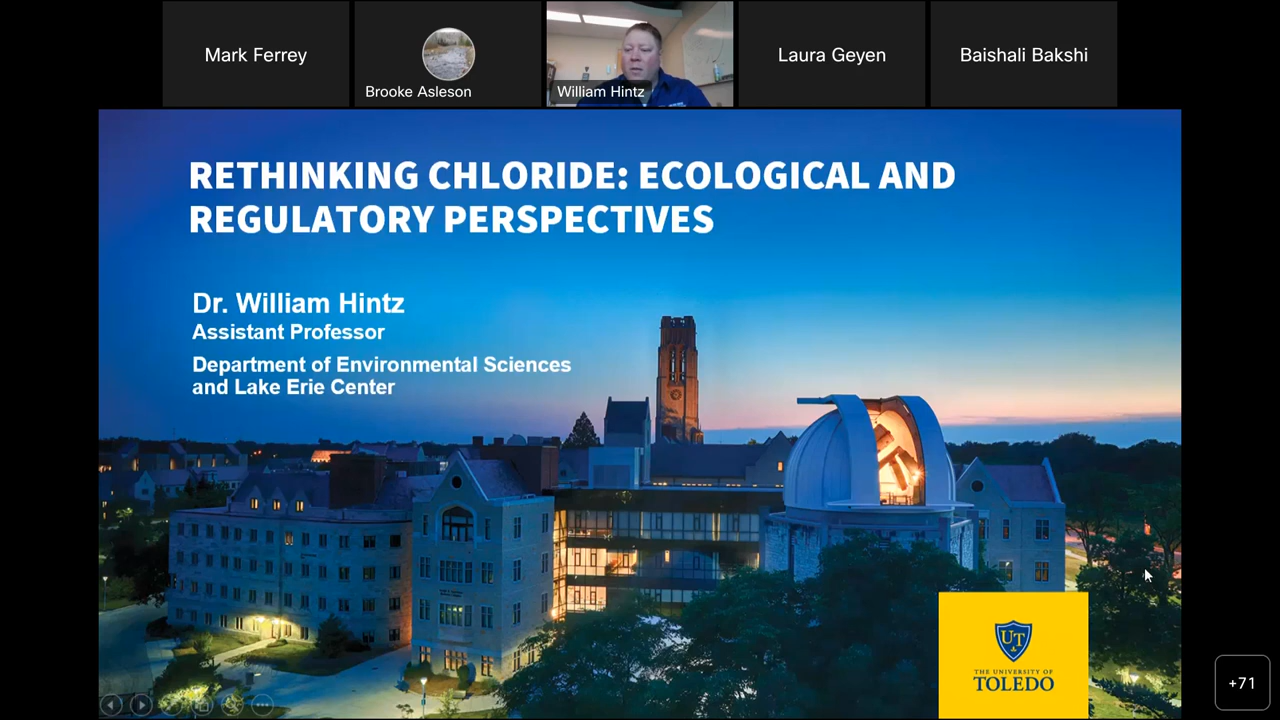 Mark Ferrey
Brooke Asleson
William Hintz
Laura Geyen
Baishali Bakshi
RETHINKING CHLORIDE: ECOLOGICAL AND
REGULATORY PERSPECTIVES
Dr. William Hintz
Assistant Professor
Department of Environmental Sciences
and Lake Erie Center
UT
THE UNIVERSITY OF
TOLEDO
+71